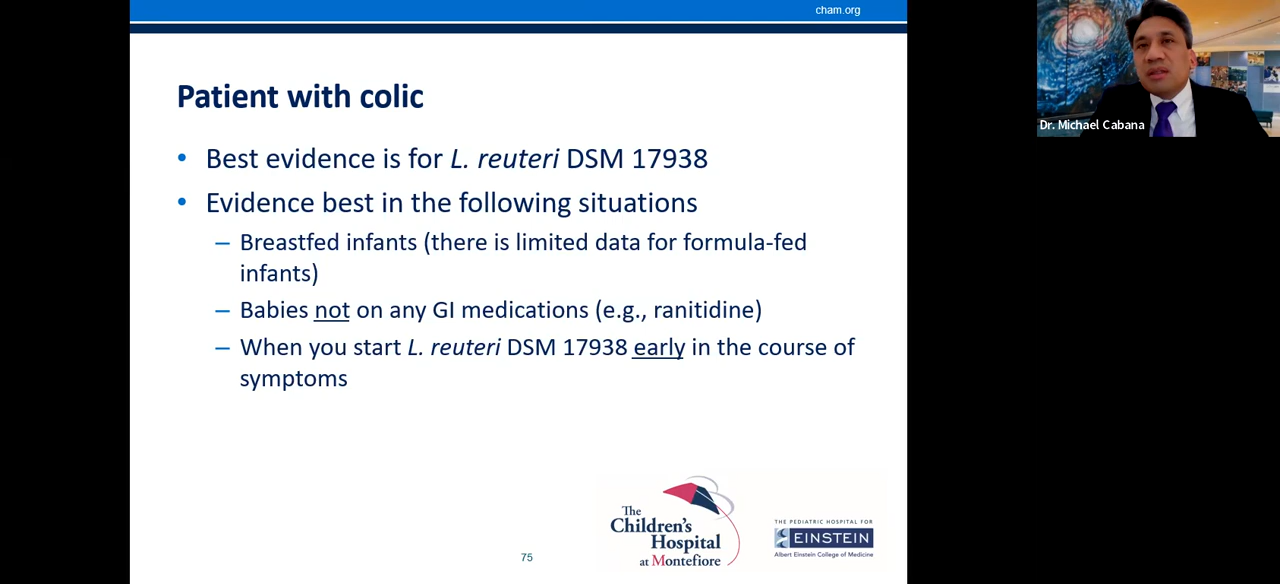 cham.org
Dr. Michael Cabana
Patient with colic
• Best evidence is for L. reuteri DSM 17938
• Evidence best in the following situations
– Breastfed infants (there is limited data for formula-fed
infants)
– Babies not on any GI medications (e.g., ranitidine)
– When you start L. reuteri DSM 17938 early in the course of
symptoms
The
Children's
Hospital
at Montefiore
THE PEDIATRIC HOSPITAL FOR
EINSTEIN
Albert Einstein College of Medicine
75